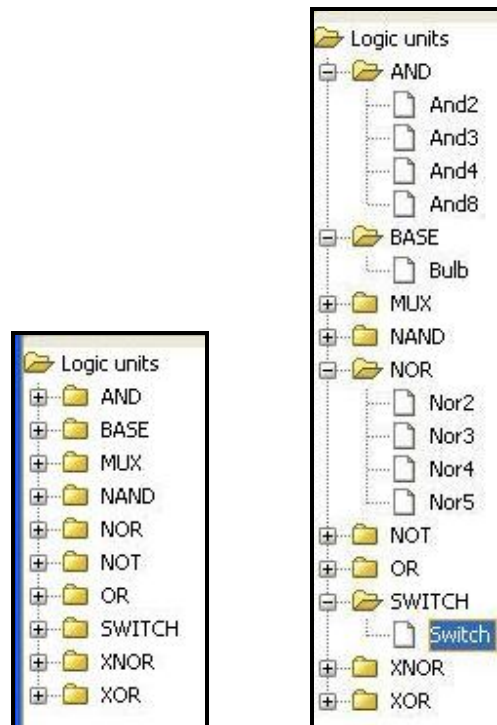 Logic units
AND
BASE
MUX
NAND
NOR
NOT
OR
SWITCH
XNOR
XOR
Logic units
AND
And2
And3
And4
And8
BASE
Bulb
MUX
NAND
NOR
Nor2
Nor3
Nor4
Nor5
NOT
OR
SWITCH
Switch
XNOR
XOR